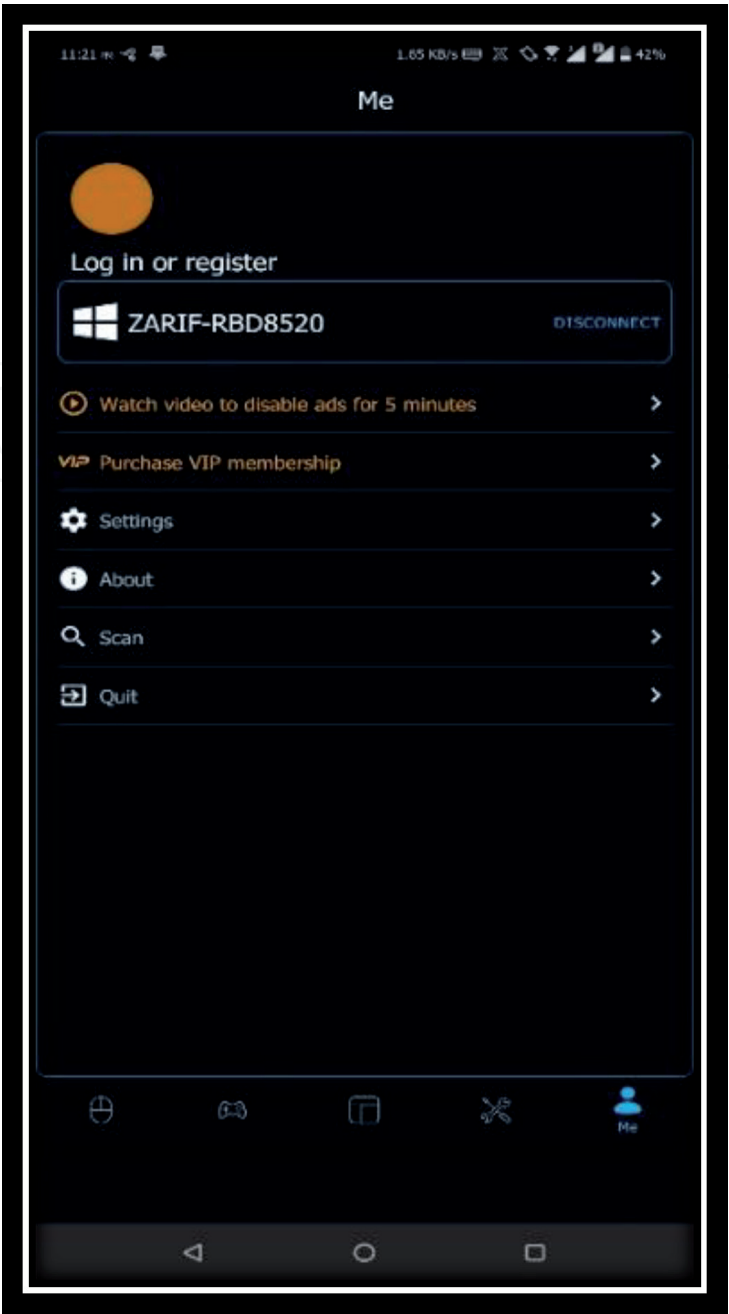 11:21
1.65 KB/s 42%
Me
Log in or register
ZARIF-RBD8520 DISCONNECT
Watch video to disable ads for 5 minutes
VIP Purchase VIP membership
Settings
About
Scan
Quit
Me